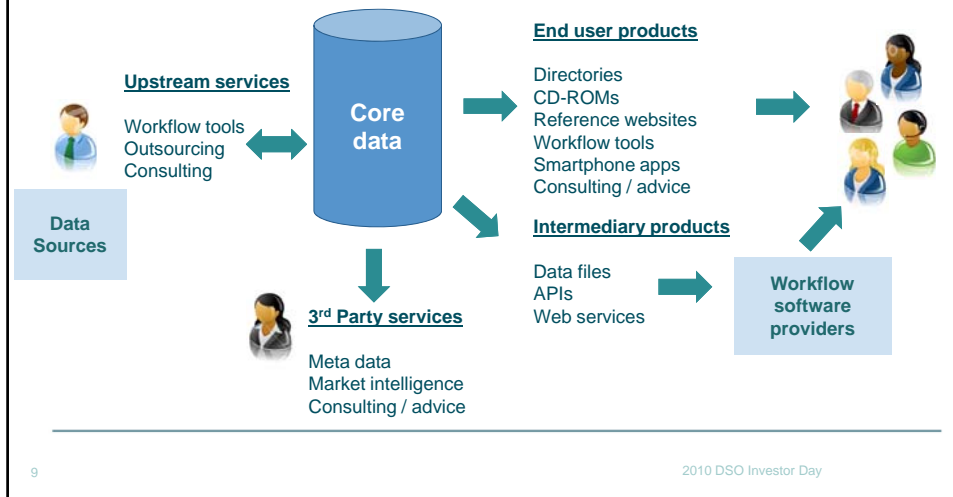 Upstream services
Workflow tools
Outsourcing
Consulting
Data
Sources
Core
data
End user products
Directories
CD-ROMs
Reference websites
Workflow tools
Smartphone apps
Consulting / advice
Intermediary products
Data files
APIs
Web services
Workflow
software
providers
3rd Party services
Meta data
Market intelligence
Consulting / advice
9
2010 DSO Investor Day